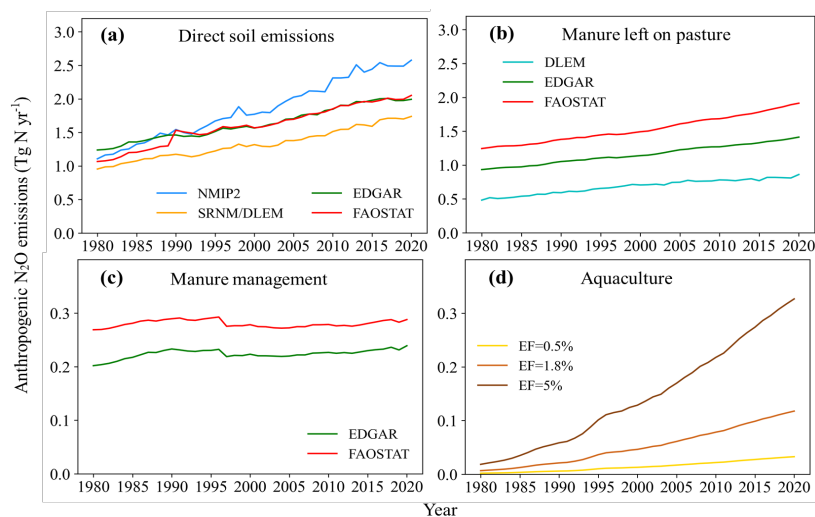 Anthropogenic N₂O emissions (Tg N yr⁻¹)
(a) Direct soil emissions
3.0
2.5
2.0
1.5
1.0
0.5
0.0
NMIP2
SRNM/DLEM
EDGAR
FAOSTAT
1980 1985 1990 1995 2000 2005 2010 2015 2020
(b) Manure left on pasture
3.0
2.5
2.0
1.5
1.0
0.5
0.0
DLEM
EDGAR
FAOSTAT
1980 1985 1990 1995 2000 2005 2010 2015 2020
(c) Manure management
0.3
0.2
0.1
0.0
EDGAR
FAOSTAT
1980 1985 1990 1995 2000 2005 2010 2015 2020
(d) Aquaculture
0.3
0.2
0.1
0.0
EF=0.5%
EF=1.8%
EF=5%
1980 1985 1990 1995 2000 2005 2010 2015 2020
Year